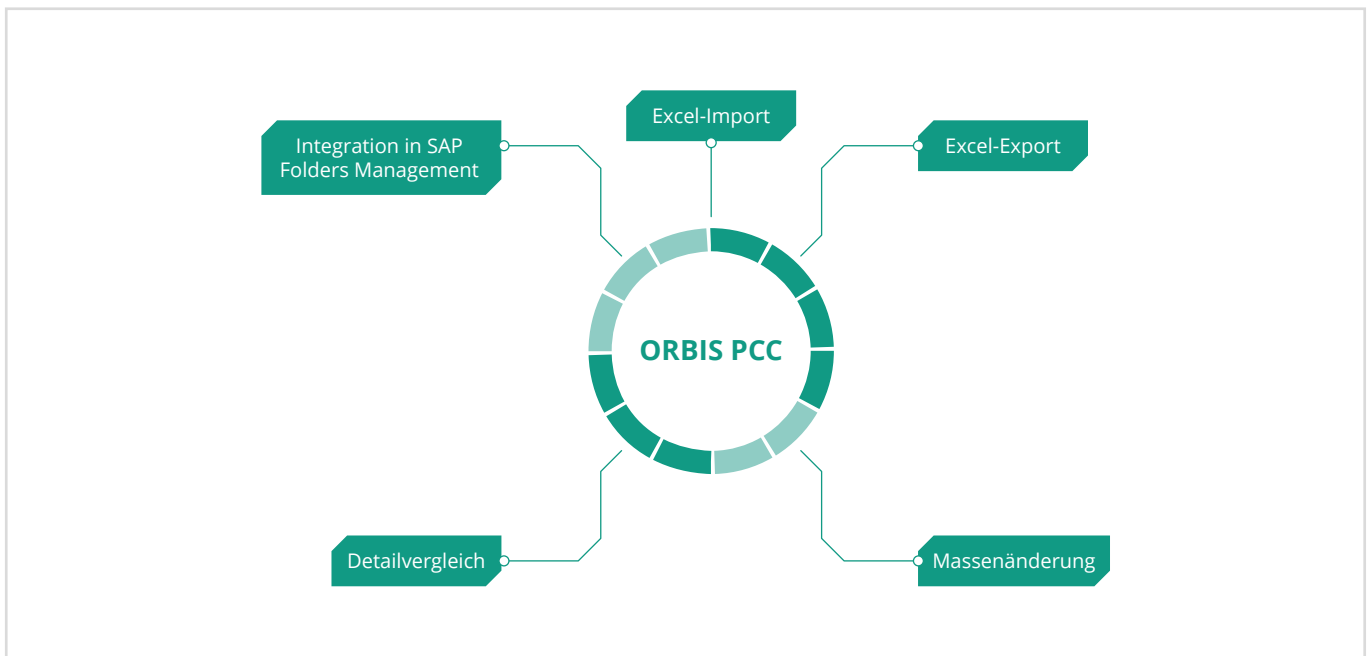 Excel-Import
Integration in SAP
Folders Management
Excel-Export
ORBIS PCC
Detailvergleich
Massenänderung